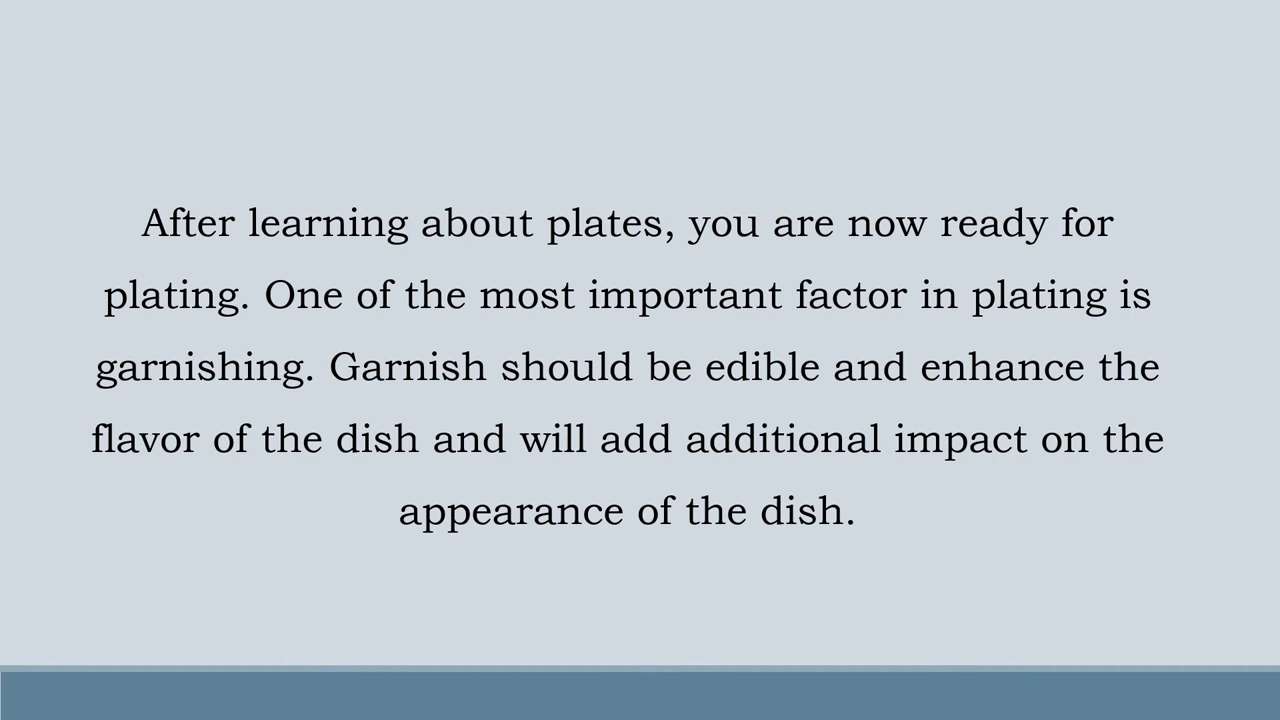 After learning about plates, you are now ready for
plating. One of the most important factor in plating is
garnishing. Garnish should be edible and enhance the
flavor of the dish and will add additional impact on the
appearance of the dish.